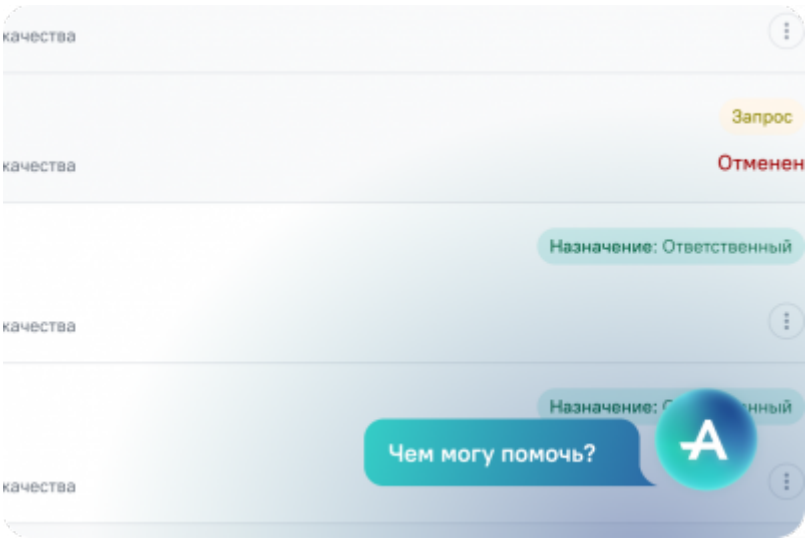 качества
Запрос
качества
Отменен
Назначение: Ответственный
качества
Назначение:
Чем могу помочь?
качества